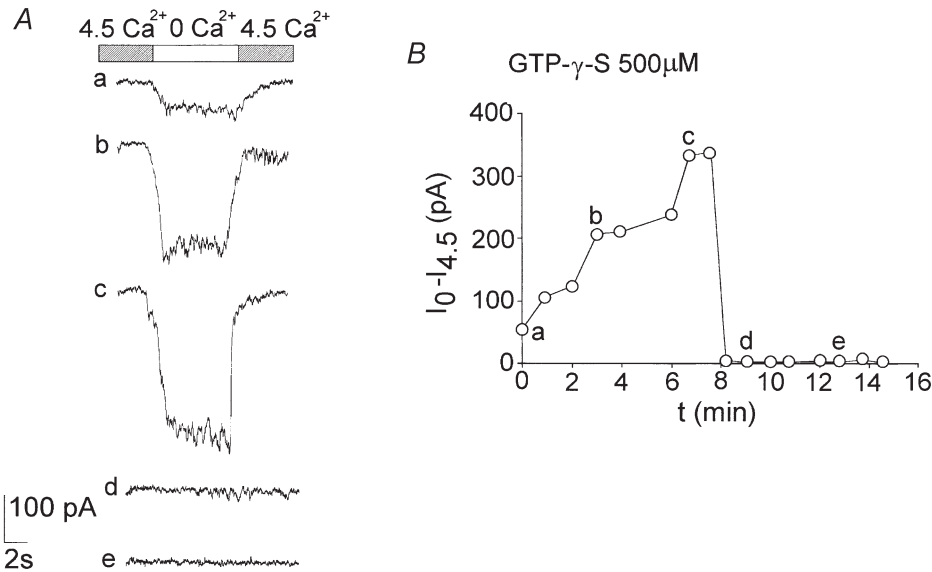 A
4.5 Ca2+ 0 Ca2+ 4.5 Ca2+
a
b
c
d
e
100 pA
2s
B
GTP-γ-S 500μM
I0-I4.5 (pA)
400
300
200
100
0
a
b
c
d
e
0 2 4 6 8 10 12 14 16
t (min)